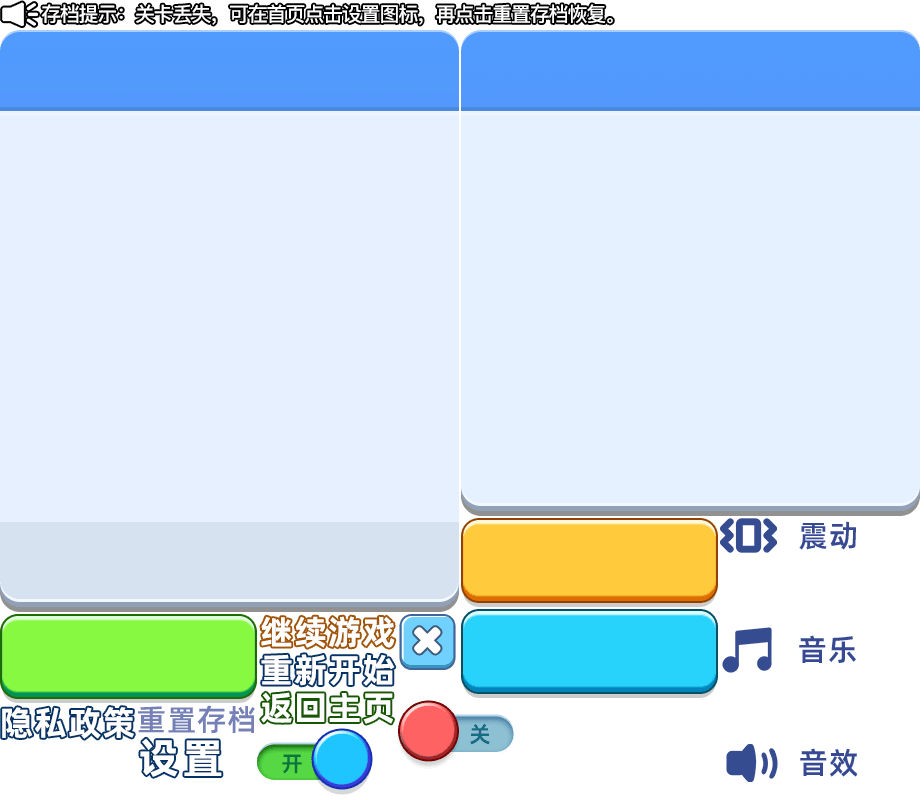 存档提示：关卡丢失，可在首页点击设置图标，再点击重置存档恢复。
震动
继续游戏
重新开始
音乐
返回主页
隐私政策
重置存档
关
设置
开
音效